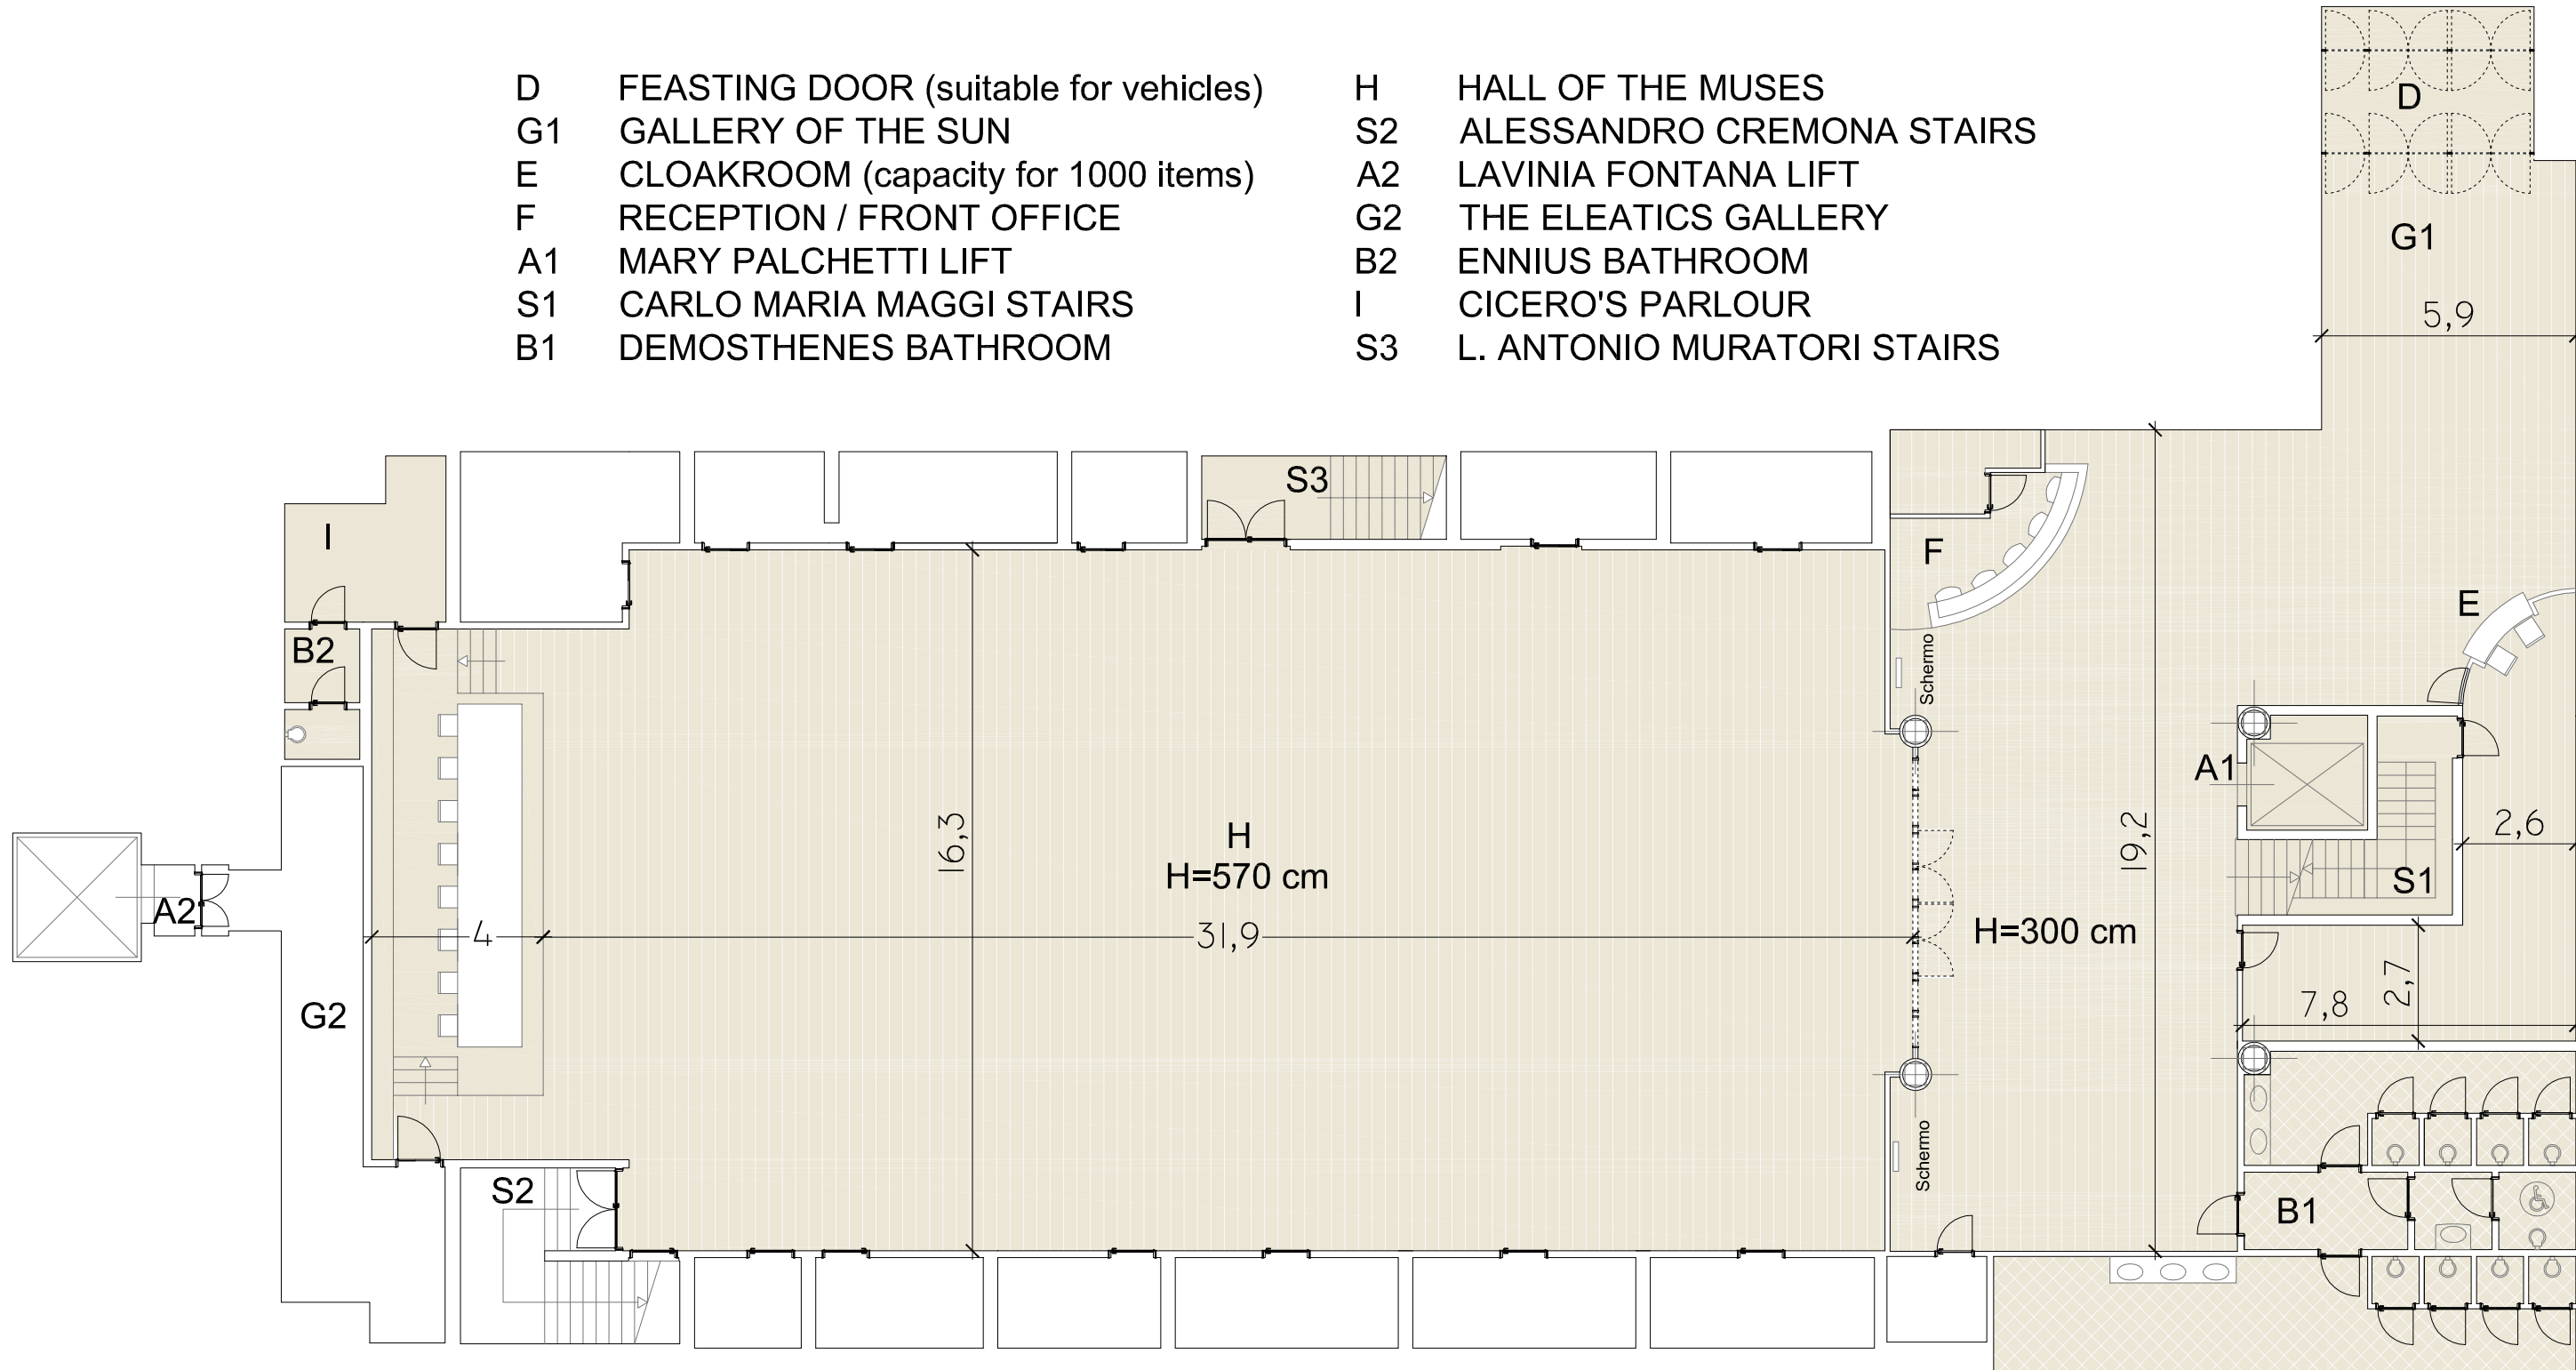 D FEASTING DOOR (suitable for vehicles)
G1 GALLERY OF THE SUN
E CLOAKROOM (capacity for 1000 items)
F RECEPTION / FRONT OFFICE
A1 MARY PALCHETTI LIFT
S1 CARLO MARIA MAGGI STAIRS
B1 DEMOSTHENES BATHROOM
H HALL OF THE MUSES
S2 ALESSANDRO CREMONA STAIRS
A2 LAVINIA FONTANA LIFT
G2 THE ELEATICS GALLERY
B2 ENNIUS BATHROOM
I CICERO'S PARLOUR
S3 L. ANTONIO MURATORI STAIRS
D
G1
5,9
S3
I
F
E
B2
Schermo
A1
16,3
H
H=570 cm
19,2
2,6
S1
A2
4
31,9
H=300 cm
2,7
G2
7,8
Schermo
S2
B1